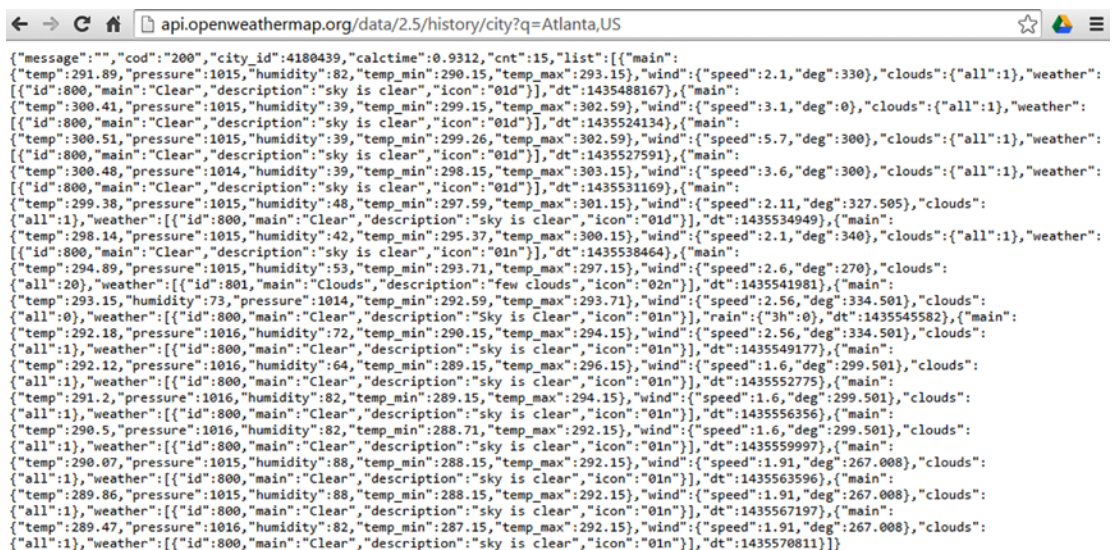 api.openweathermap.org/data/2.5/history/city?q=Atlanta,US
{"message":"","cod":"200","city_id":4180439,"calctime":0.9312,"cnt":15,"list":[{"main":
{"temp":291.89,"pressure":1015,"humidity":82,"temp_min":290.15,"temp_max":293.15},"wind":{"speed":2.1,"deg":330},"clouds":{"all":1},"weather":
[{"id":800,"main":"Clear","description":"sky is clear","icon":"01d"}],"dt":1435488167},{"main":
{"temp":300.41,"pressure":1015,"humidity":39,"temp_min":299.15,"temp_max":302.59},"wind":{"speed":3.1,"deg":0},"clouds":{"all":1},"weather":
[{"id":800,"main":"Clear","description":"sky is clear","icon":"01d"}],"dt":1435524134},{"main":
{"temp":300.51,"pressure":1015,"humidity":39,"temp_min":299.26,"temp_max":302.59},"wind":{"speed":5.7,"deg":300},"clouds":{"all":1},"weather":
[{"id":800,"main":"Clear","description":"sky is clear","icon":"01d"}],"dt":1435527591},{"main":
{"temp":300.48,"pressure":1014,"humidity":39,"temp_min":298.15,"temp_max":303.15},"wind":{"speed":3.6,"deg":300},"clouds":{"all":1},"weather":
[{"id":800,"main":"Clear","description":"sky is clear","icon":"01d"}],"dt":1435531169},{"main":
{"temp":299.38,"pressure":1015,"humidity":48,"temp_min":297.59,"temp_max":301.15},"wind":{"speed":2.11,"deg":327.505},"clouds":
{"all":1},"weather":[{"id":800,"main":"Clear","description":"sky is clear","icon":"01d"}],"dt":1435534949},{"main":
{"temp":298.14,"pressure":1015,"humidity":42,"temp_min":295.37,"temp_max":300.15},"wind":{"speed":2.1,"deg":340},"clouds":{"all":1},"weather":
[{"id":800,"main":"Clear","description":"sky is clear","icon":"01n"}],"dt":1435538464},{"main":
{"temp":294.89,"pressure":1015,"humidity":53,"temp_min":293.71,"temp_max":297.15},"wind":{"speed":2.6,"deg":270},"clouds":
{"all":20},"weather":[{"id":801,"main":"Clouds","description":"few clouds","icon":"02n"}],"dt":1435541981},{"main":
{"temp":293.15,"humidity":73,"pressure":1014,"temp_min":292.59,"temp_max":293.71},"wind":{"speed":2.56,"deg":334.501},"clouds":
{"all":0},"weather":[{"id":800,"main":"Clear","description":"sky is clear","icon":"01n"}],"rain":{"3h":0},"dt":1435545582},{"main":
{"temp":292.18,"pressure":1016,"humidity":72,"temp_min":290.15,"temp_max":294.15},"wind":{"speed":2.56,"deg":334.501},"clouds":
{"all":1},"weather":[{"id":800,"main":"Clear","description":"sky is clear","icon":"01n"}],"dt":1435549177},{"main":
{"temp":292.12,"pressure":1016,"humidity":64,"temp_min":289.15,"temp_max":296.15},"wind":{"speed":1.6,"deg":299.501},"clouds":
{"all":1},"weather":[{"id":800,"main":"Clear","description":"sky is clear","icon":"01n"}],"dt":1435552775},{"main":
{"temp":291.2,"pressure":1016,"humidity":82,"temp_min":289.15,"temp_max":294.15},"wind":{"speed":1.6,"deg":299.501},"clouds":
{"all":1},"weather":[{"id":800,"main":"Clear","description":"sky is clear","icon":"01n"}],"dt":1435556356},{"main":
{"temp":290.5,"pressure":1016,"humidity":82,"temp_min":288.71,"temp_max":292.15},"wind":{"speed":1.6,"deg":299.501},"clouds":
{"all":1},"weather":[{"id":800,"main":"Clear","description":"sky is clear","icon":"01n"}],"dt":1435559997},{"main":
{"temp":290.07,"pressure":1015,"humidity":88,"temp_min":288.15,"temp_max":292.15},"wind":{"speed":1.91,"deg":267.008},"clouds":
{"all":1},"weather":[{"id":800,"main":"Clear","description":"sky is clear","icon":"01n"}],"dt":1435563596},{"main":
{"temp":289.86,"pressure":1015,"humidity":88,"temp_min":288.15,"temp_max":292.15},"wind":{"speed":1.91,"deg":267.008},"clouds":
{"all":1},"weather":[{"id":800,"main":"Clear","description":"sky is clear","icon":"01n"}],"dt":1435567197},{"main":
{"temp":289.47,"pressure":1016,"humidity":82,"temp_min":287.15,"temp_max":292.15},"wind":{"speed":1.91,"deg":267.008},"clouds":
{"all":1},"weather":[{"id":800,"main":"Clear","description":"sky is clear","icon":"01n"}],"dt":1435570811}]}